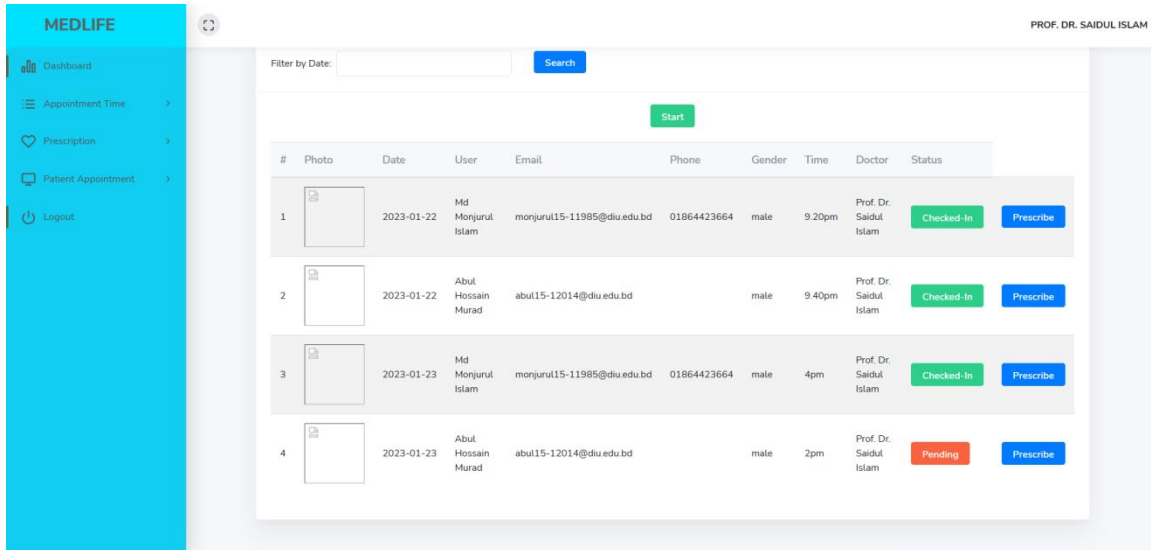 MEDLIFE
PROF. DR. SAIDUL ISLAM
Dashboard
Appointment Time
Prescription
Patient Appointment
Logout
Filter by Date:
Search
Start
# Photo Date User Email Phone Gender Time Doctor Status
1 2023-01-22 Md Monjurul Islam monjurul15-11985@diu.edu.bd 01864423664 male 9.20pm Prof. Dr. Saidul Islam Checked-In Prescribe
2 2023-01-22 Abul Hossain Murad abul15-12014@diu.edu.bd male 9.40pm Prof. Dr. Saidul Islam Checked-In Prescribe
3 2023-01-23 Md Monjurul Islam monjurul15-11985@diu.edu.bd 01864423664 male 4pm Prof. Dr. Saidul Islam Checked-In Prescribe
4 2023-01-23 Abul Hossain Murad abul15-12014@diu.edu.bd male 2pm Prof. Dr. Saidul Islam Pending Prescribe